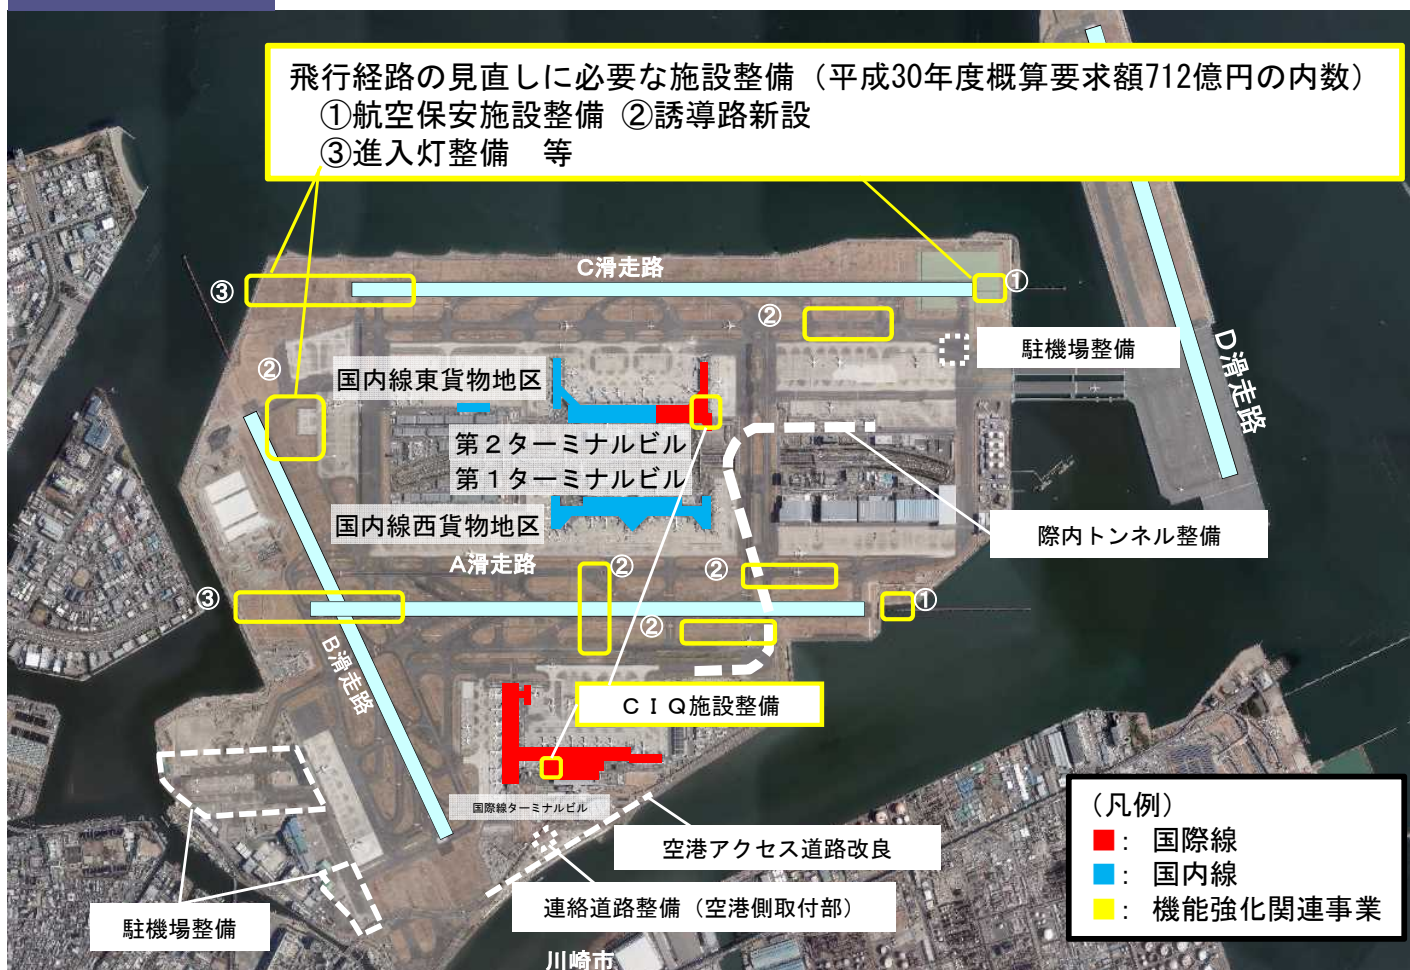 飛行経路の見直しに必要な施設整備（平成30年度概算要求額712億円の内数）
①航空保安施設整備 ②誘導路新設
③進入灯整備　等
C滑走路
③
①
②
駐機場整備
D滑走路
②
国内線東貨物地区
第２ターミナルビル
第１ターミナルビル
国内線西貨物地区
際内トンネル整備
A滑走路
②
②
③
①
②
B滑走路
ＣＩＱ施設整備
国際線ターミナルビル
空港アクセス道路改良
連絡道路整備（空港側取付部）
駐機場整備
川崎市
（凡例）
■： 国際線
■： 国内線
■： 機能強化関連事業